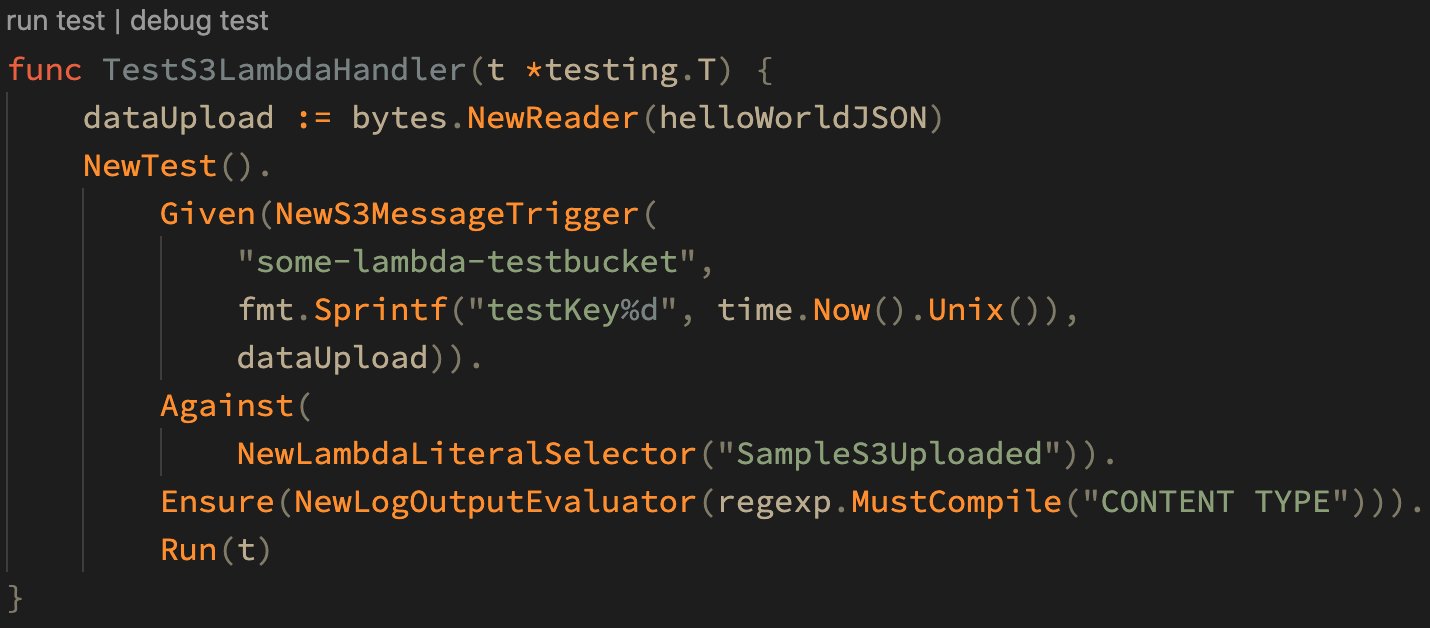 run test | debug test
func TestS3LambdaHandler(t *testing.T) {
    dataUpload := bytes.NewReader(helloWorldJSON)
    NewTest().
        Given(NewS3MessageTrigger(
            "some-lambda-testbucket",
            fmt.Sprintf("testKey%d", time.Now().Unix()),
            dataUpload)).
        Against(
            NewLambdaLiteralSelector("SampleS3Uploaded")).
        Ensure(NewLogOutputEvaluator(regexp.MustCompile("CONTENT TYPE"))).
        Run(t)
}